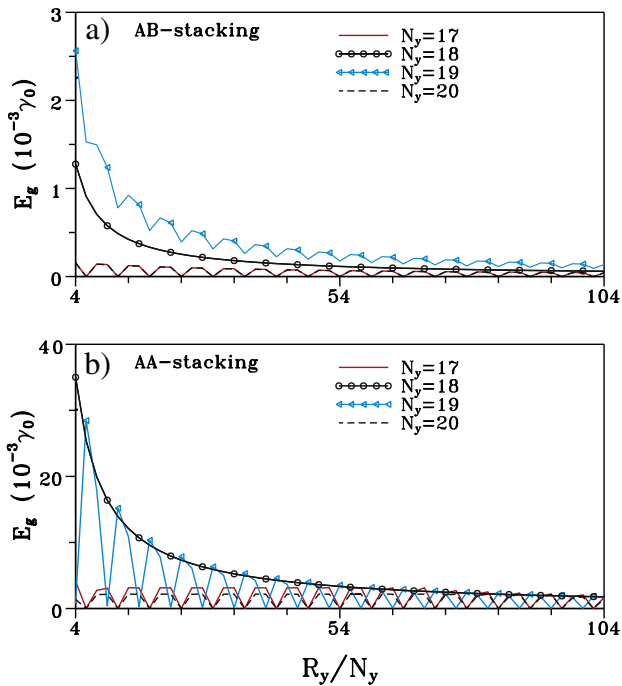 a) AB-stacking
N_y=17
N_y=18
N_y=19
N_y=20
E_g (10^{-3}γ_0)
3
2
1
0
4 54 104
b) AA-stacking
N_y=17
N_y=18
N_y=19
N_y=20
E_g (10^{-3}γ_0)
40
20
0
4 54 104
R_y/N_y